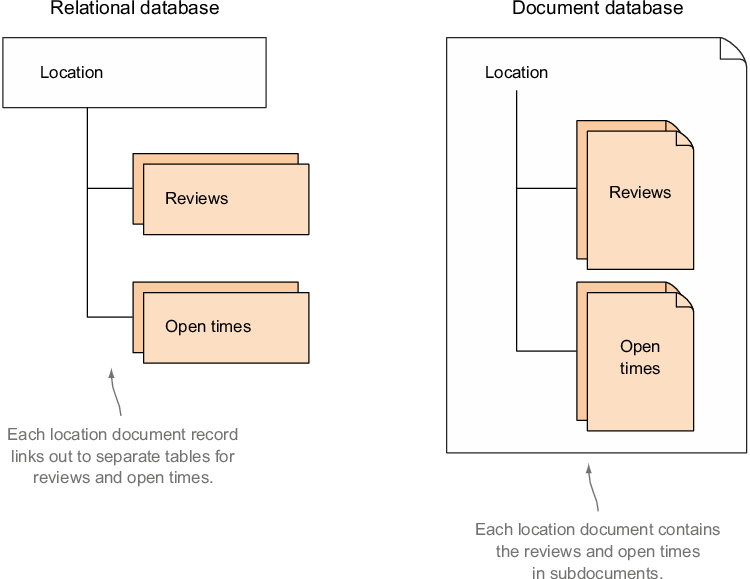 Relational database
Location
Reviews
Open times
Each location document record
links out to separate tables for
reviews and open times.
Document database
Location
Reviews
Open
times
Each location document contains
the reviews and open times
in subdocuments.